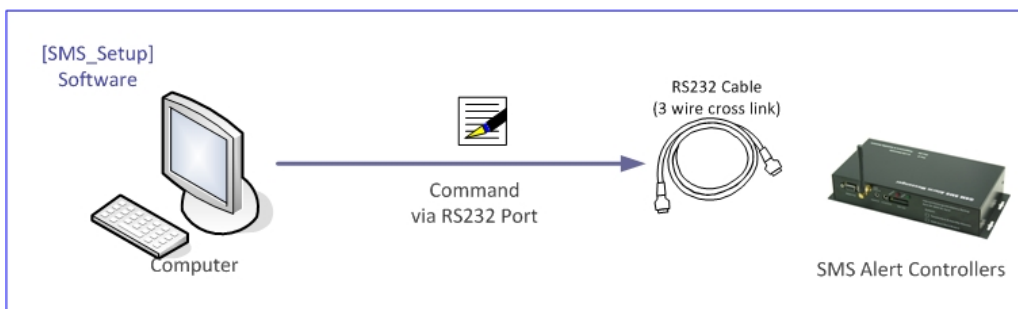 [SMS_Setup]
Software
RS232 Cable
(3 wire cross link)
Command
via RS232 Port
Computer
SMS Alert Controllers